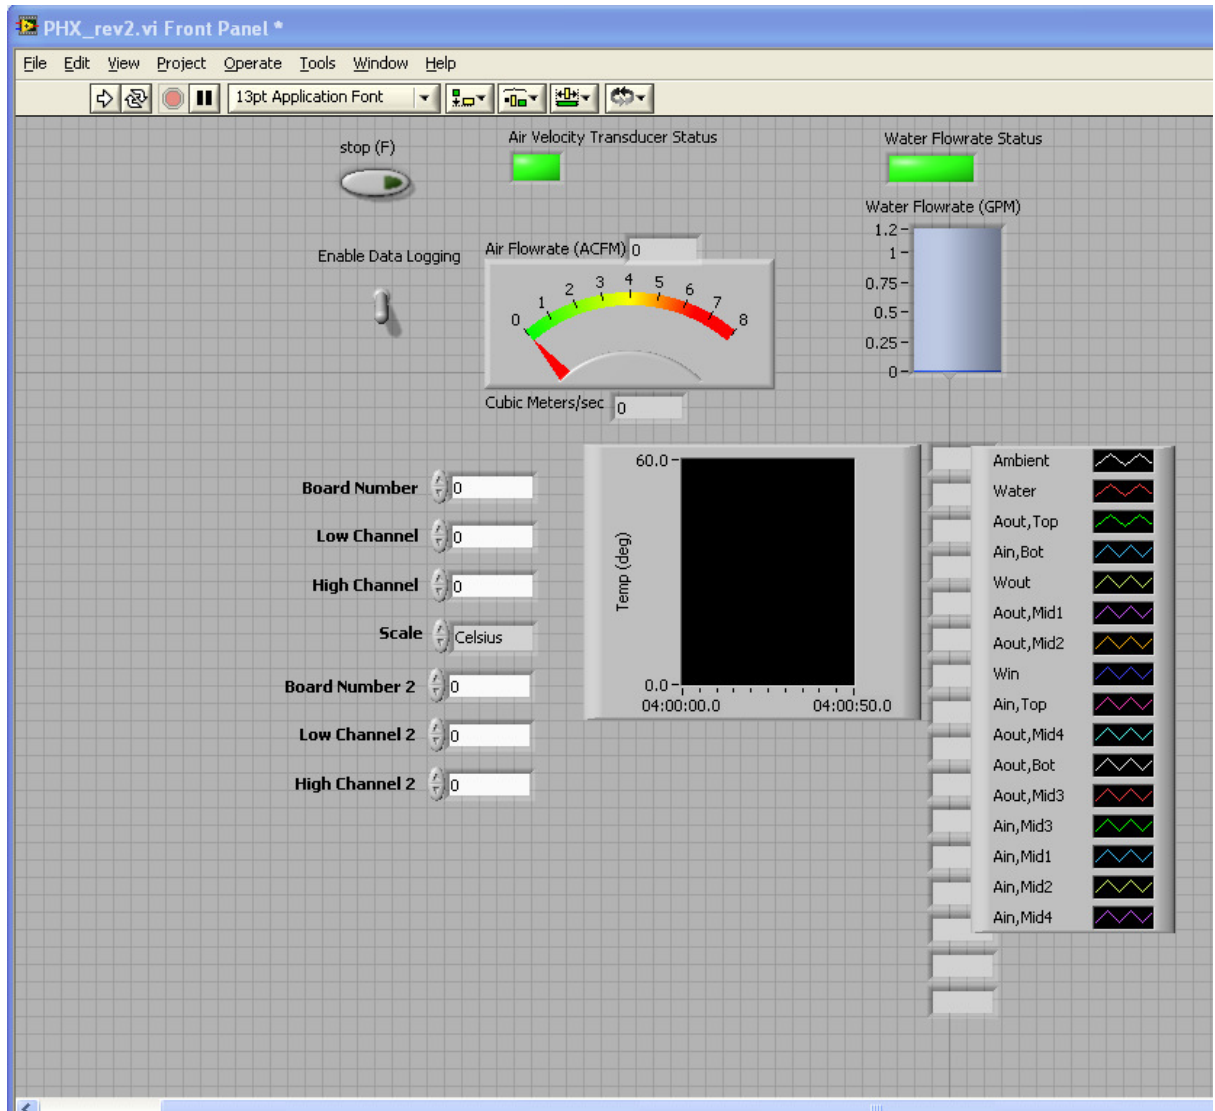 PHX_rev2.vi Front Panel *
File Edit View Project Operate Tools Window Help
13pt Application Font
stop (F)
Air Velocity Transducer Status
Water Flowrate Status
Water Flowrate (GPM)
1.2
1
0.75
0.5
0.25
0
Enable Data Logging
Air Flowrate (ACFM) 0
0 1 2 3 4 5 6 7 8
Cubic Meters/sec 0
Board Number 0
Low Channel 0
High Channel 0
Scale Celsius
Board Number 2 0
Low Channel 2 0
High Channel 2 0
60.0
Temp (deg)
0.0
04:00:00.0 04:00:50.0
Ambient
Water
Aout,Top
Ain,Bot
Wout
Aout,Mid1
Aout,Mid2
Win
Ain,Top
Aout,Mid4
Aout,Bot
Aout,Mid3
Ain,Mid3
Ain,Mid1
Ain,Mid2
Ain,Mid4